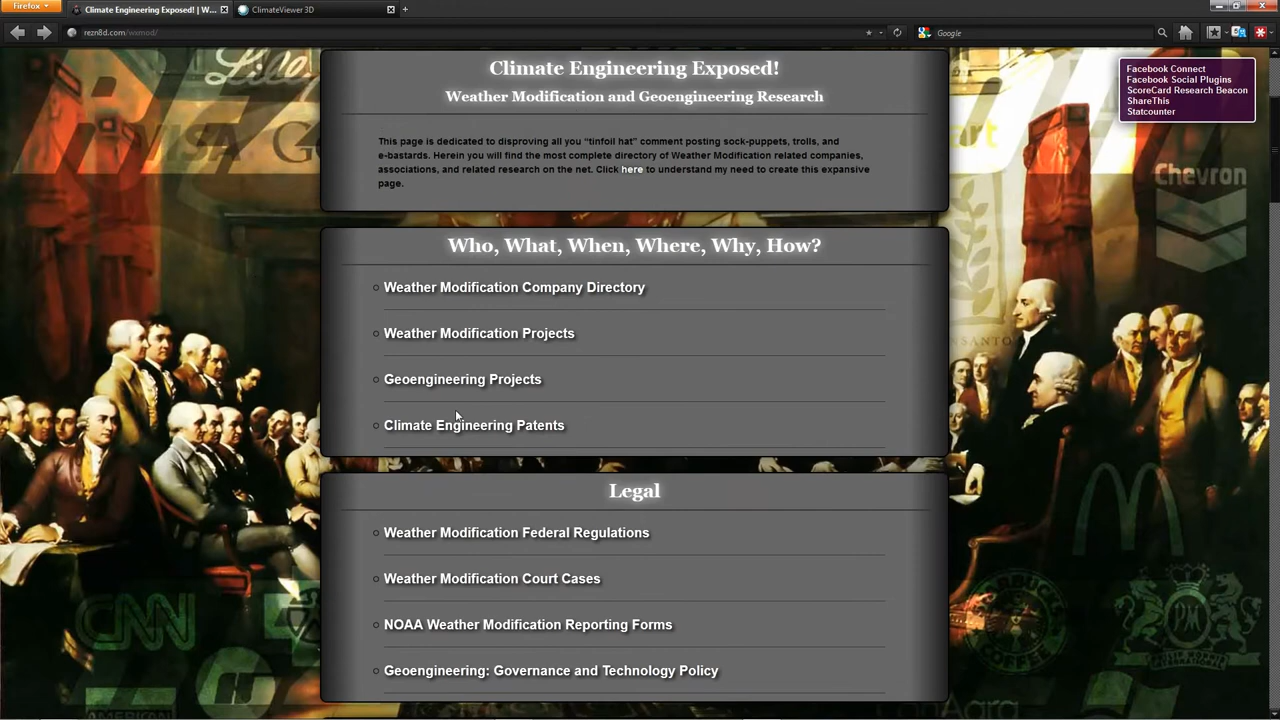 Firefox
Climate Engineering Exposed! | W...
ClimateViewer 3D
rezn8d.com/wxmod/
Google
Climate Engineering Exposed!
Weather Modification and Geoengineering Research
This page is dedicated to disproving all you “tinfoil hat” comment posting sock-puppets, trolls, and
e-bastards. Herein you will find the most complete directory of Weather Modification related companies,
associations, and related research on the net. Click here to understand my need to create this expansive
page.
Facebook Connect
Facebook Social Plugins
ScoreCard Research Beacon
ShareThis
Statcounter
Who, What, When, Where, Why, How?
Weather Modification Company Directory
Weather Modification Projects
Geoengineering Projects
Climate Engineering Patents
Legal
Weather Modification Federal Regulations
Weather Modification Court Cases
NOAA Weather Modification Reporting Forms
Geoengineering: Governance and Technology Policy
VISA
Chevron
CNN
COFFEE
AMERICAN